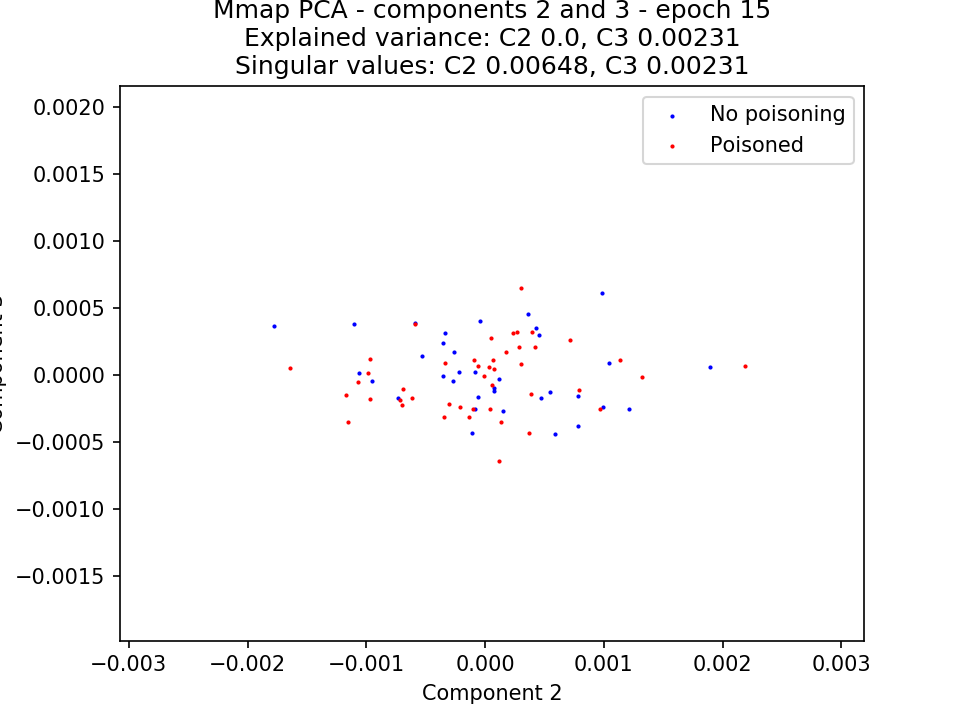 Mmap PCA - components 2 and 3 - epoch 15
Explained variance: C2 0.0, C3 0.00231
Singular values: C2 0.00648, C3 0.00231
No poisoning
Poisoned
0.0020
0.0015
0.0010
0.0005
0.0000
−0.0005
−0.0010
−0.0015
−0.003 −0.002 −0.001 0.000 0.001 0.002 0.003
Component 2